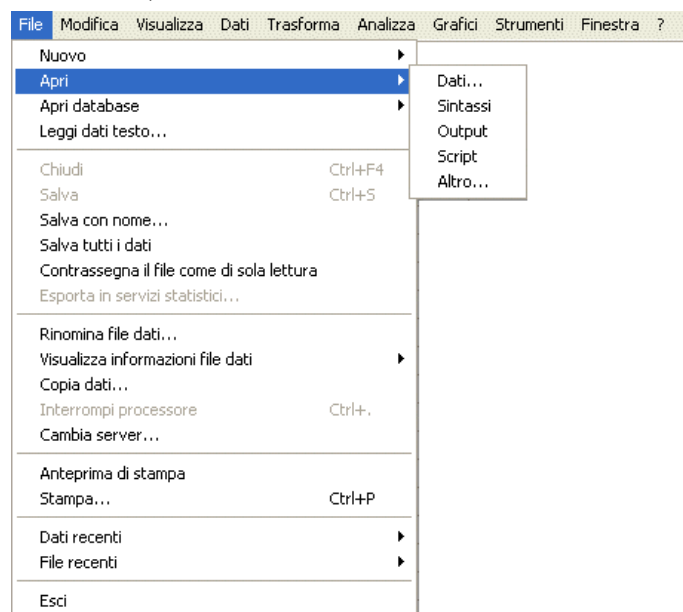 File Modifica Visualizza Dati Trasforma Analizza Grafici Strumenti Finestra ?
Nuovo
Apri
Apri database
Leggi dati testo...
Dati...
Sintassi
Output
Script
Altro...
Chiudi Ctrl+F4
Salva Ctrl+S
Salva con nome...
Salva tutti i dati
Contrassegna il file come di sola lettura
Esporta in servizi statistici...
Rinomina file dati...
Visualizza informazioni file dati
Copia dati...
Interrompi processore Ctrl+.
Cambia server...
Anteprima di stampa
Stampa... Ctrl+P
Dati recenti
File recenti
Esci